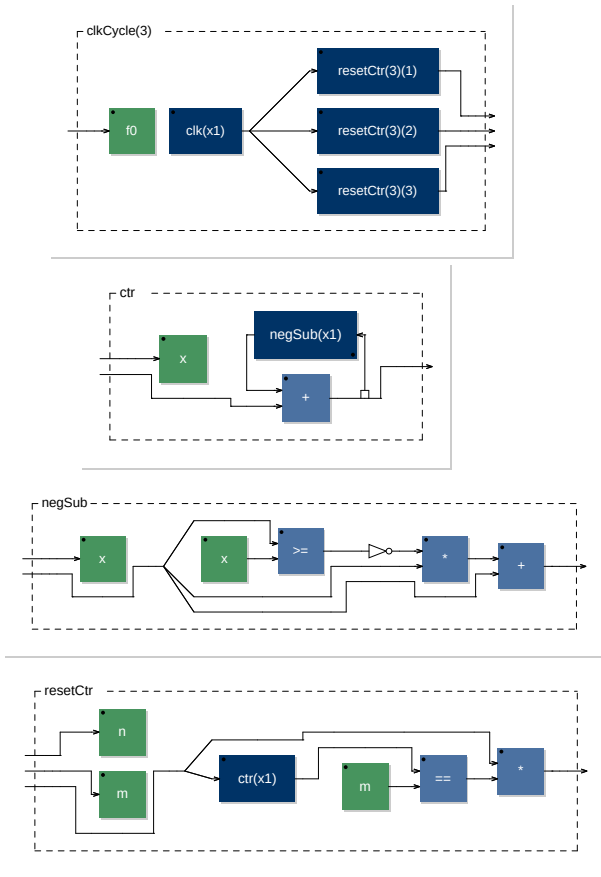 clkCycle(3)
resetCtr(3)(1)
f0
clk(x1)
resetCtr(3)(2)
resetCtr(3)(3)
ctr
negSub(x1)
x
+
negSub
x
x
>=
*
+
resetCtr
n
m
ctr(x1)
m
==
*